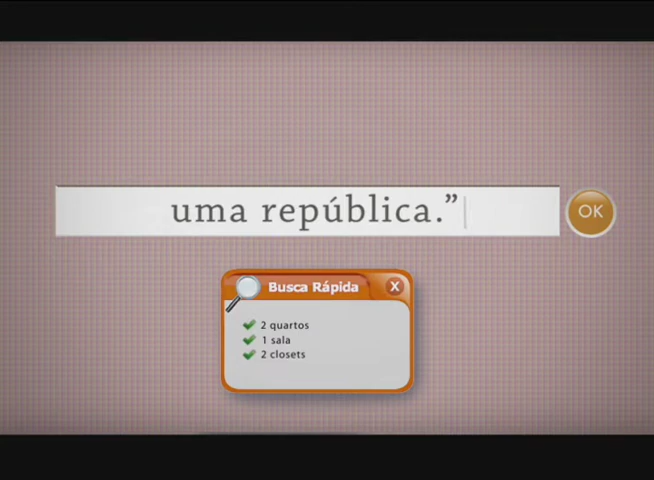 uma república.”
OK
Busca Rápida
X
2 quartos
1 sala
2 closets